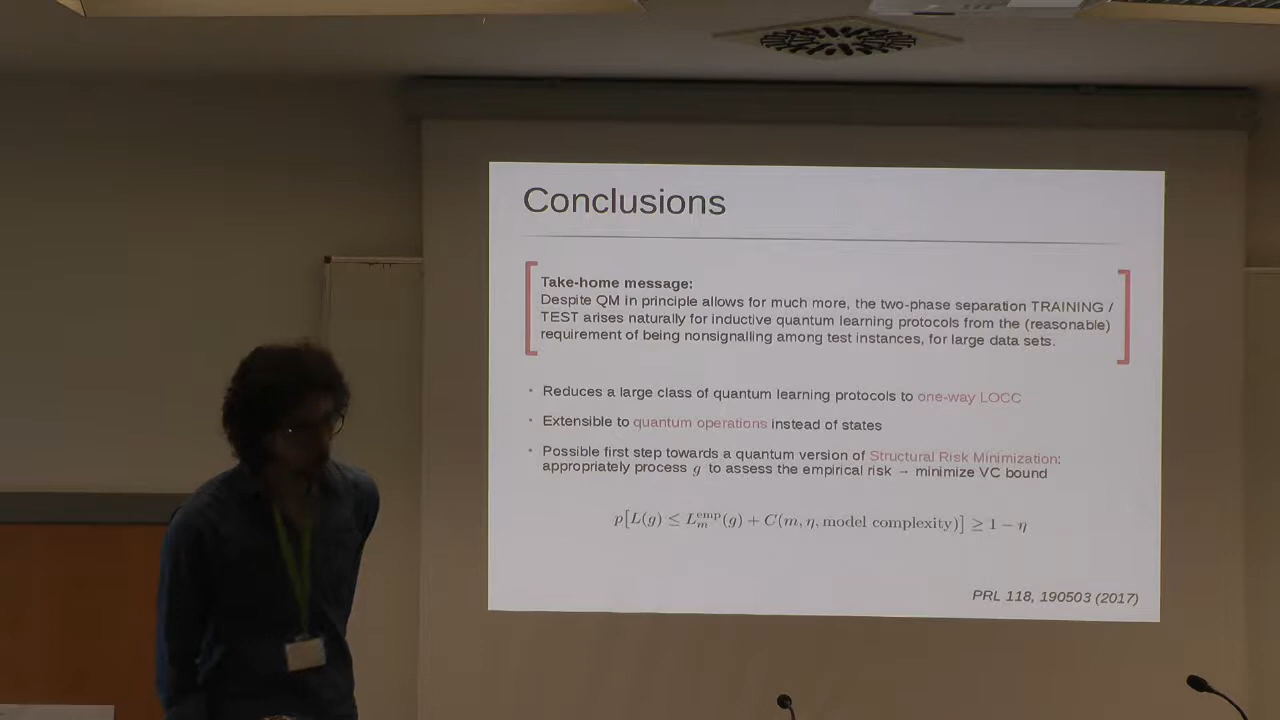 Conclusions
Take-home message:
Despite QM in principle allows for much more, the two-phase separation TRAINING /
TEST arises naturally for inductive quantum learning protocols from the (reasonable)
requirement of being nonsignalling among test instances, for large data sets.
• Reduces a large class of quantum learning protocols to one-way LOCC
• Extensible to quantum operations instead of states
• Possible first step towards a quantum version of Structural Risk Minimization:
appropriately process g to assess the empirical risk → minimize VC bound
p[L(g) ≤ L_m^emp(g) + C(m, η, model complexity)] ≥ 1 − η
PRL 118, 190503 (2017)